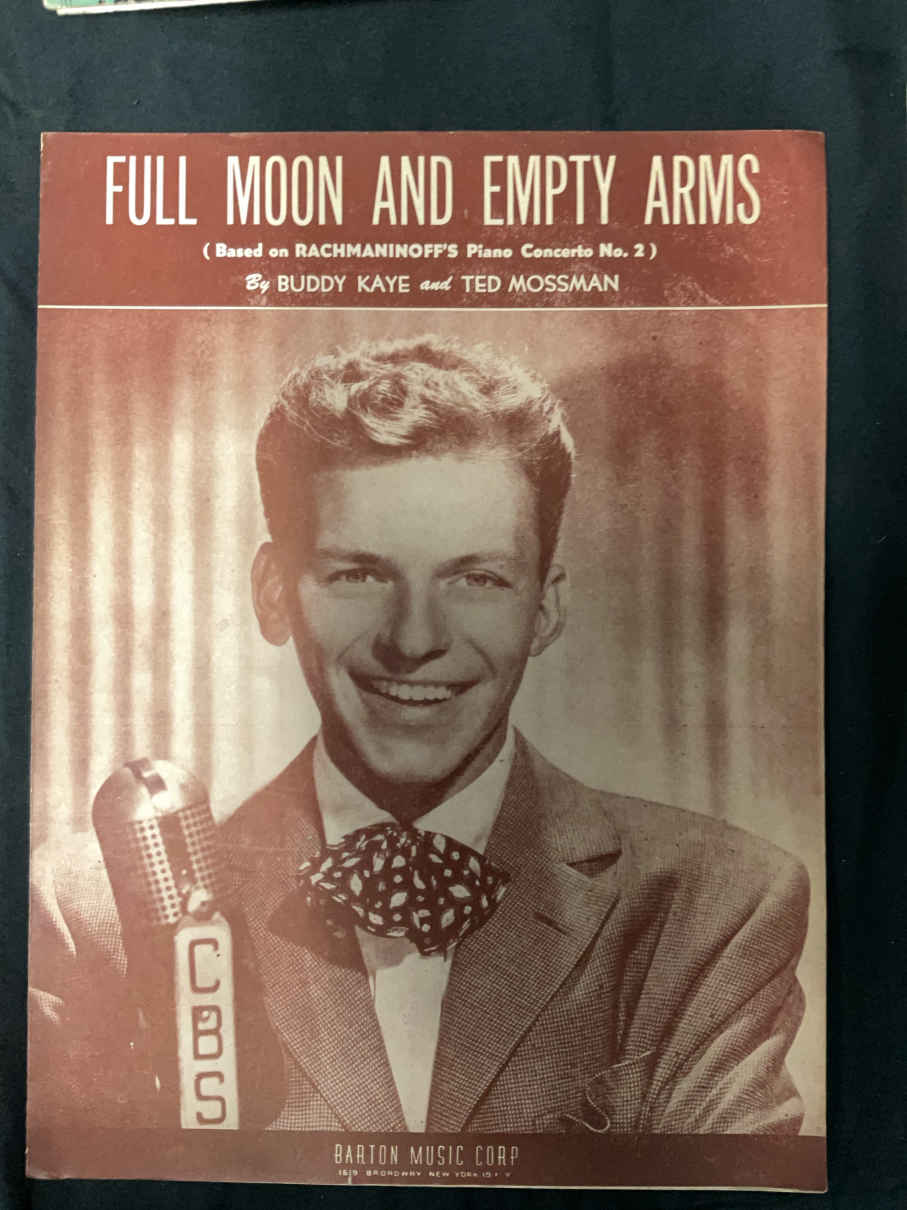 FULL MOON AND EMPTY ARMS
( Based on RACHMANINOFF'S Piano Concerto No. 2 )
By BUDDY KAYE and TED MOSSMAN
CBS
BARTON MUSIC CORP
1619 BROADWAY NEW YORK 19 N Y